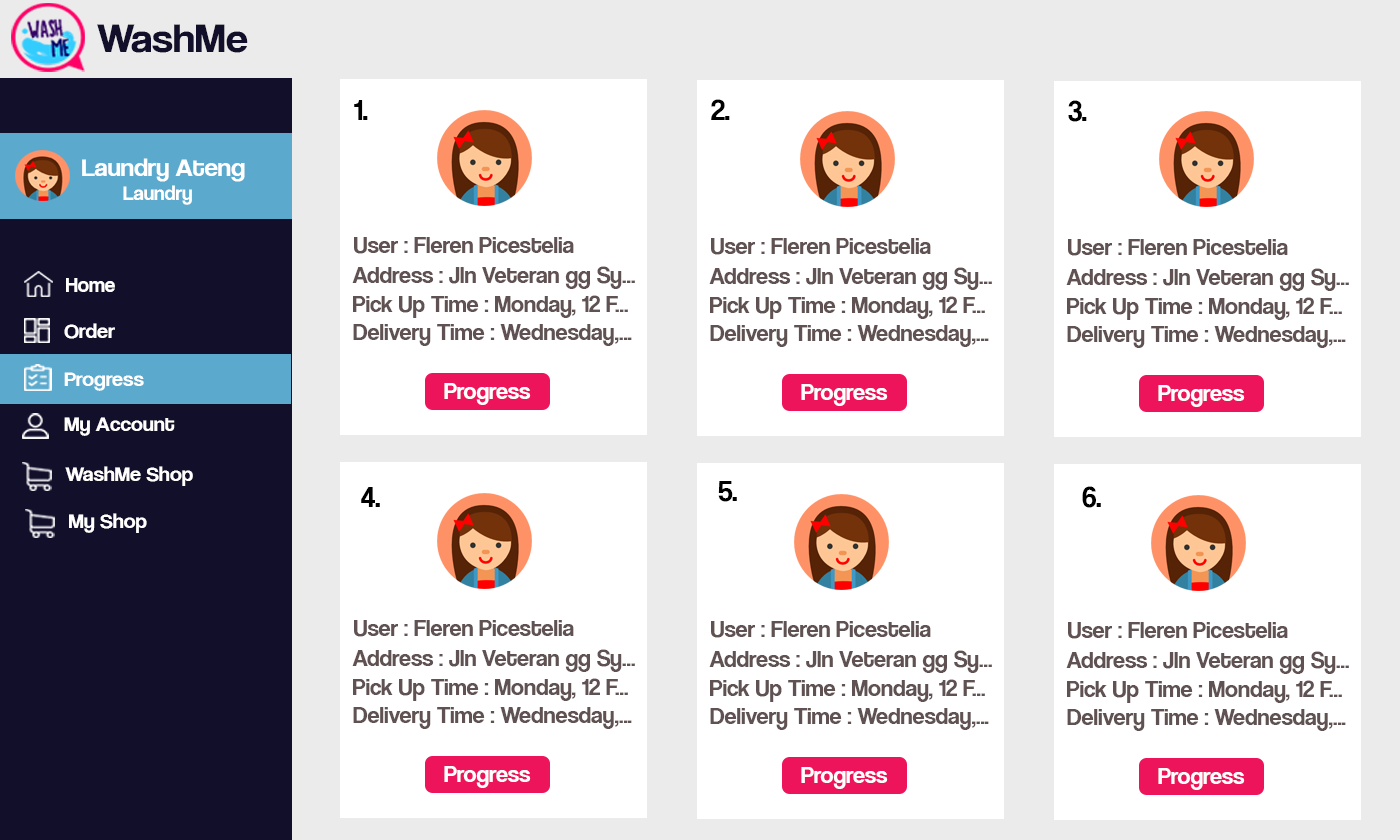 WASH
ME
WashMe
Laundry Ateng
Laundry
Home
Order
Progress
My Account
WashMe Shop
My Shop
1.
User : Fleren Picestelia
Address : Jln Veteran gg Sy...
Pick Up Time : Monday, 12 F...
Delivery Time : Wednesday,...
Progress
2.
User : Fleren Picestelia
Address : Jln Veteran gg Sy...
Pick Up Time : Monday, 12 F...
Delivery Time : Wednesday,...
Progress
3.
User : Fleren Picestelia
Address : Jln Veteran gg Sy...
Pick Up Time : Monday, 12 F...
Delivery Time : Wednesday,...
Progress
4.
User : Fleren Picestelia
Address : Jln Veteran gg Sy...
Pick Up Time : Monday, 12 F...
Delivery Time : Wednesday,...
Progress
5.
User : Fleren Picestelia
Address : Jln Veteran gg Sy...
Pick Up Time : Monday, 12 F...
Delivery Time : Wednesday,...
Progress
6.
User : Fleren Picestelia
Address : Jln Veteran gg Sy...
Pick Up Time : Monday, 12 F...
Delivery Time : Wednesday,...
Progress